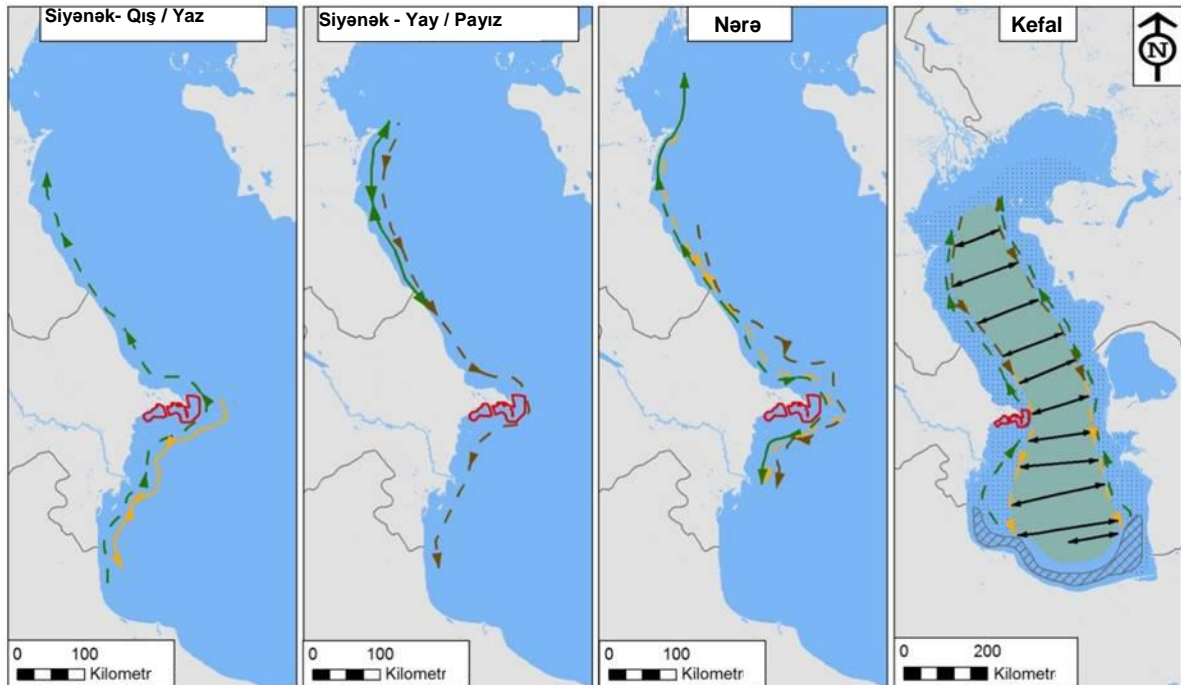 Siyənək- Qış / Yaz
Siyənək - Yay / Payız
Nərə
Kefal
N
0 100
Kilometr
0 100
Kilometr
0 100
Kilometr
0 200
Kilometr